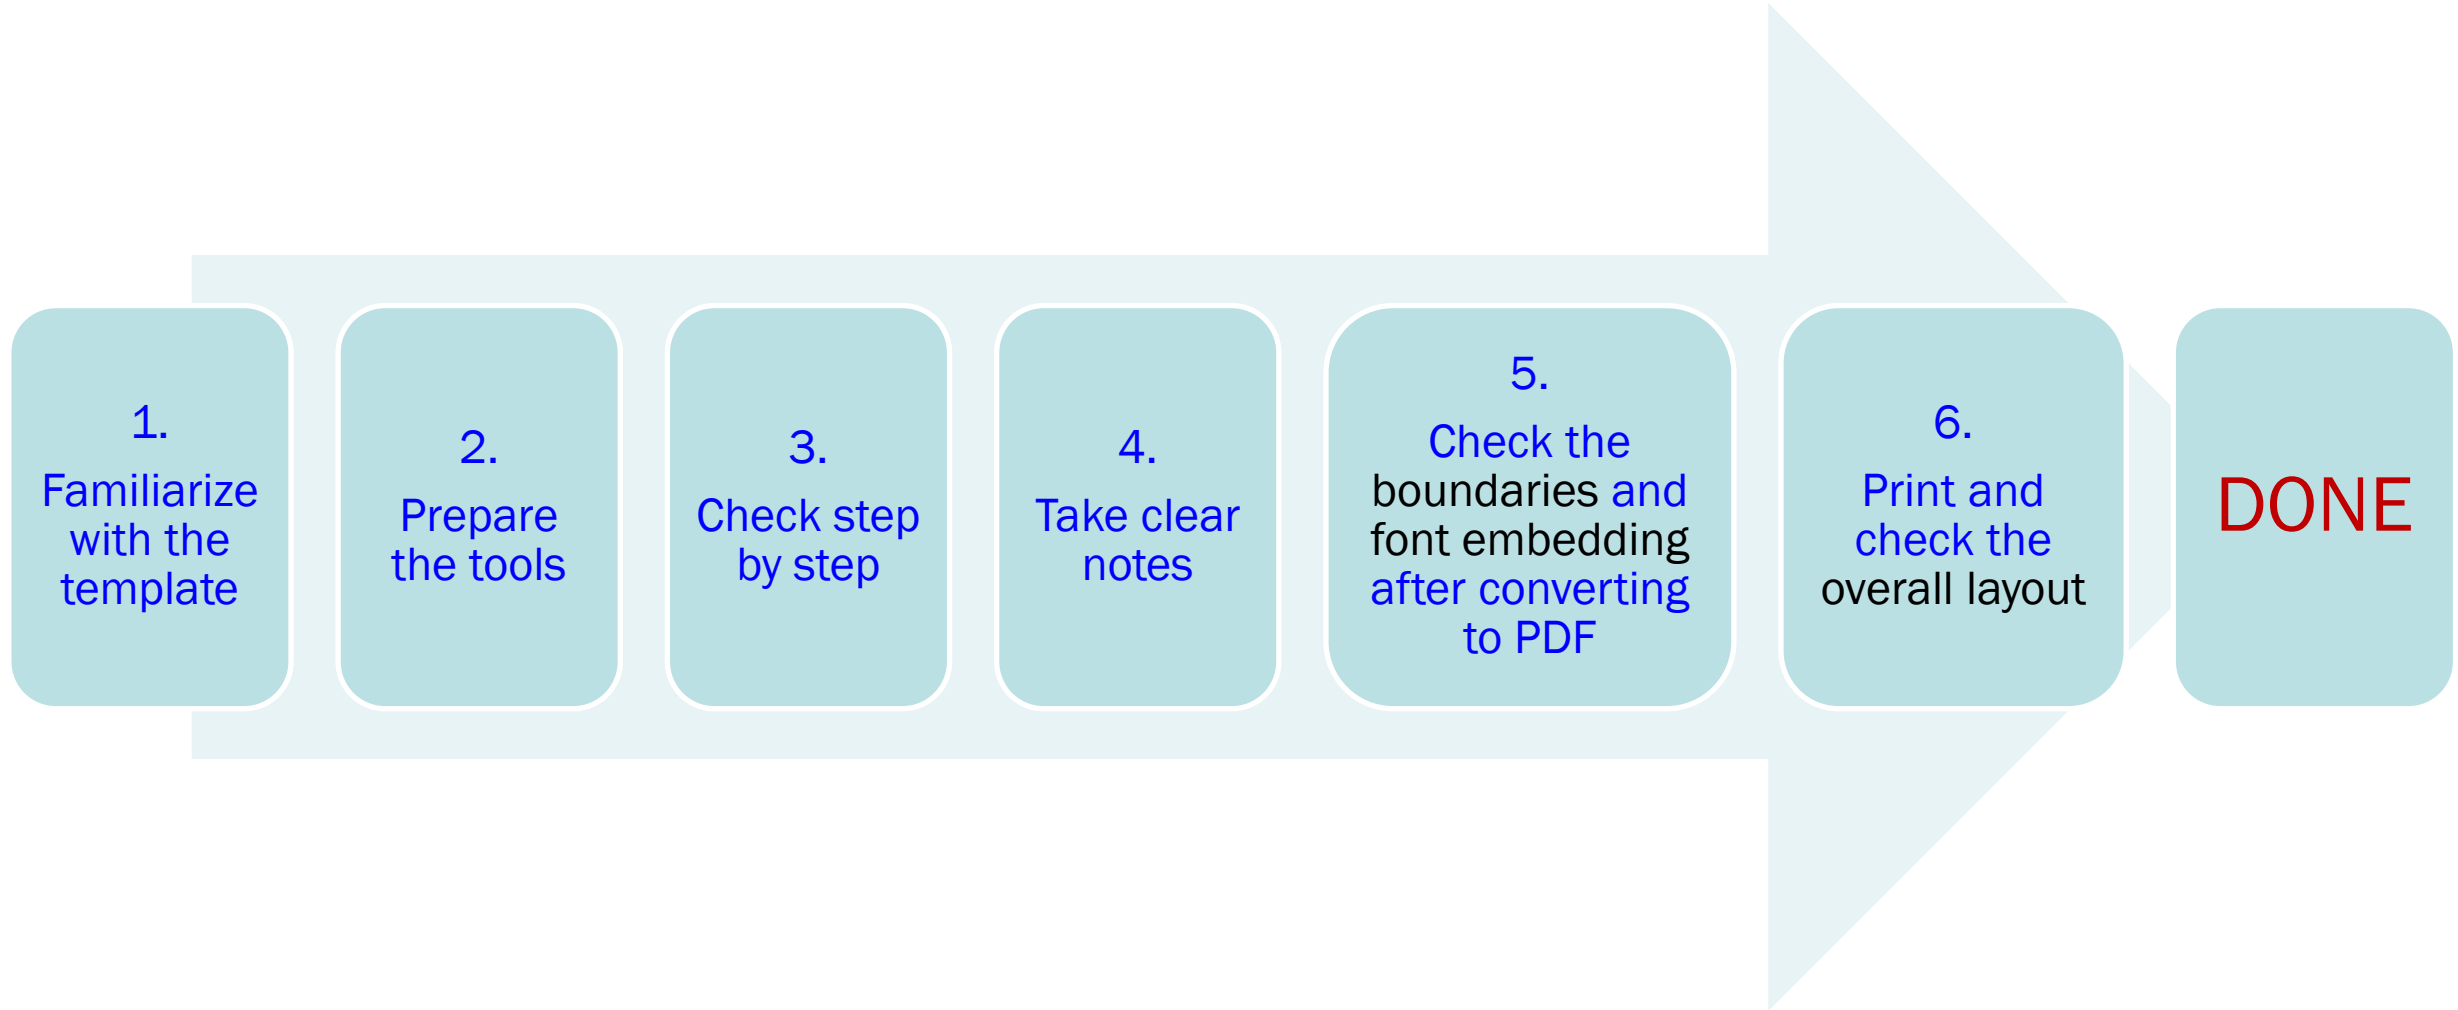 1.
Familiarize
with the
template
2.
Prepare
the tools
3.
Check step
by step
4.
Take clear
notes
5.
Check the
boundaries and
font embedding
after converting
to PDF
6.
Print and
check the
overall layout
DONE